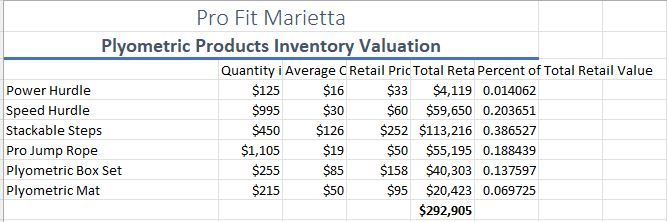 Pro Fit Marietta
Plyometric Products Inventory Valuation
Quantity i Average C Retail Pric Total Reta Percent of Total Retail Value
Power Hurdle $125 $16 $33 $4,119 0.014062
Speed Hurdle $995 $30 $60 $59,650 0.203651
Stackable Steps $450 $126 $252 $113,216 0.386527
Pro Jump Rope $1,105 $19 $50 $55,195 0.188439
Plyometric Box Set $255 $85 $158 $40,303 0.137597
Plyometric Mat $215 $50 $95 $20,423 0.069725
$292,905